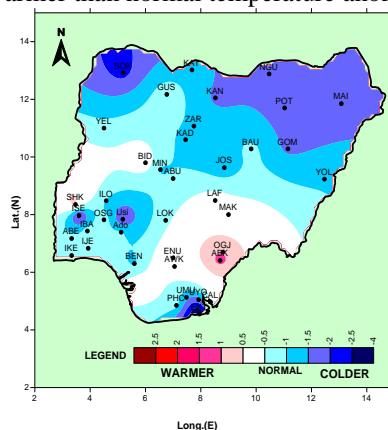 armer than normal temperature anom
N
Lat.(N)
14
12
10
8
6
4
2
KAT
NGU
GUS
KAN
MAI
POT
ZAR
YEL
KAD
BAU
GOM
BID
MIN
JOS
ABU
YOL
SHK
ILO
LAF
ISE
OSG
Usi
LOK
MAK
IBA
Ado
ABE
IJE
OGJ
IKE
BEN
ENU
AWK
ABK
UMU
UYO
PHC
CAL
2.5
2
1.5
1
0.5
-0.5
-1
-1.5
-2
-2.5
-4
LEGEND
WARMER
NORMAL
COLDER
2
4
6
8
10
12
14
Long.(E)